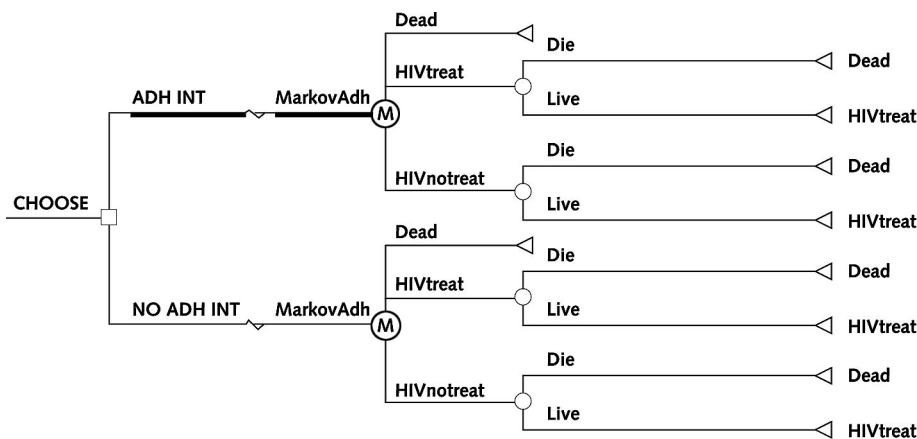 Dead
Die
Dead
HIVtreat
ADH INT
MarkovAdh
Live
HIVtreat
M
Die
Dead
HIVnotreat
Live
HIVtreat
CHOOSE
Dead
Die
Dead
HIVtreat
NO ADH INT
MarkovAdh
Live
HIVtreat
M
Die
Dead
HIVnotreat
Live
HIVtreat